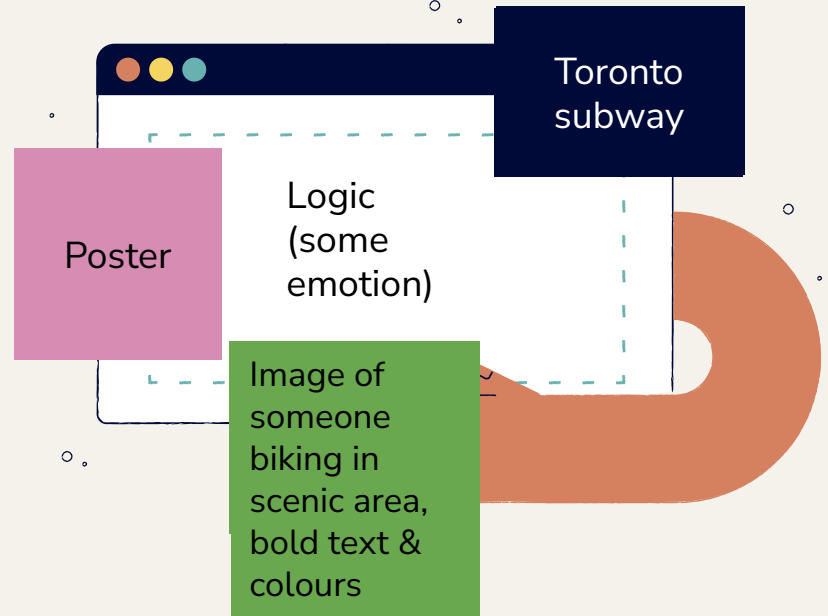 Toronto
subway
Poster
Logic
(some
emotion)
Image of
someone
biking in
scenic area,
bold text &
colours